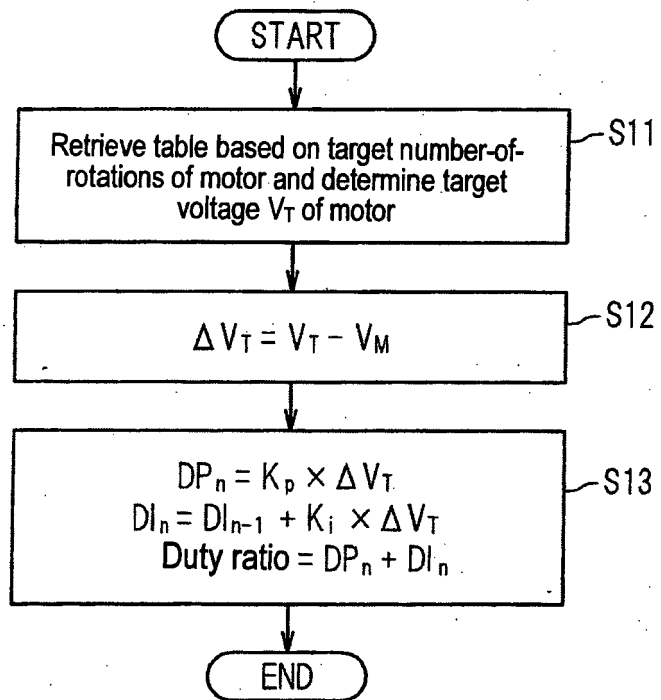 START
Retrieve table based on target number-of-
rotations of motor and determine target
voltage V_T of motor
S11
ΔV_T = V_T − V_M
S12
DP_n = K_p × ΔV_T
DI_n = DI_{n−1} + K_i × ΔV_T
Duty ratio = DP_n + DI_n
S13
END